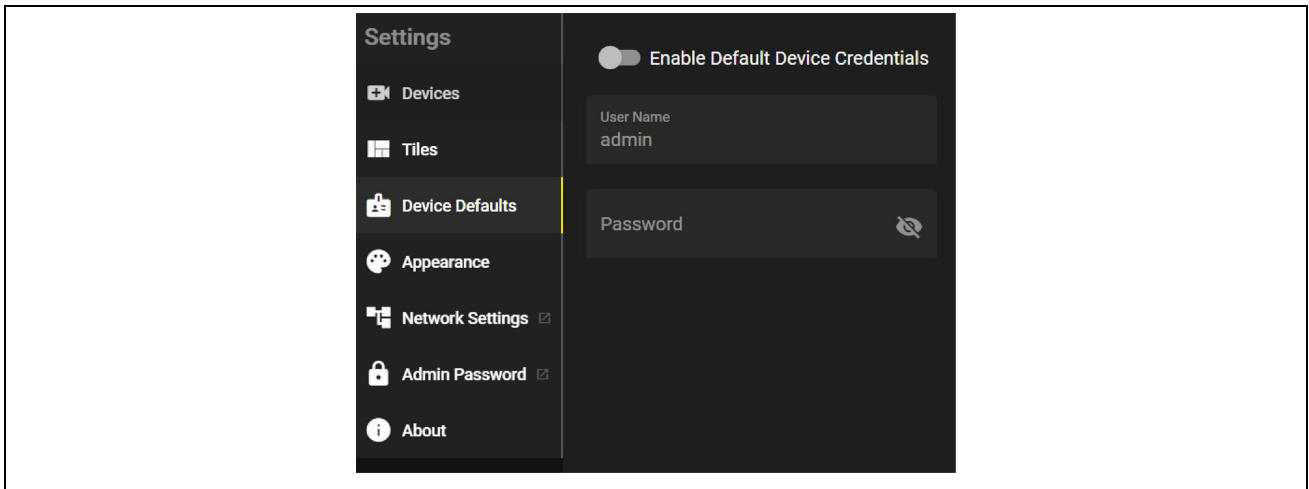 Settings
Devices
Tiles
Device Defaults
Appearance
Network Settings
Admin Password
About
Enable Default Device Credentials
User Name
admin
Password